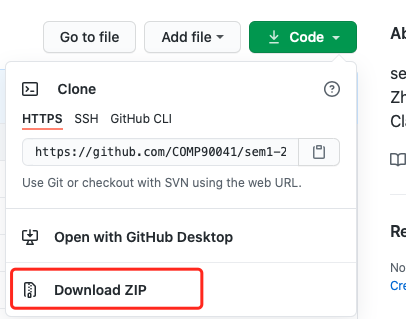 Go to file
Add file
Code
Clone
HTTPS
SSH
GitHub CLI
https://github.com/COMP90041/sem1-2
Use Git or checkout with SVN using the web URL.
Open with GitHub Desktop
Download ZIP
Ab
se
Zh
Cl
Re
No
Cre